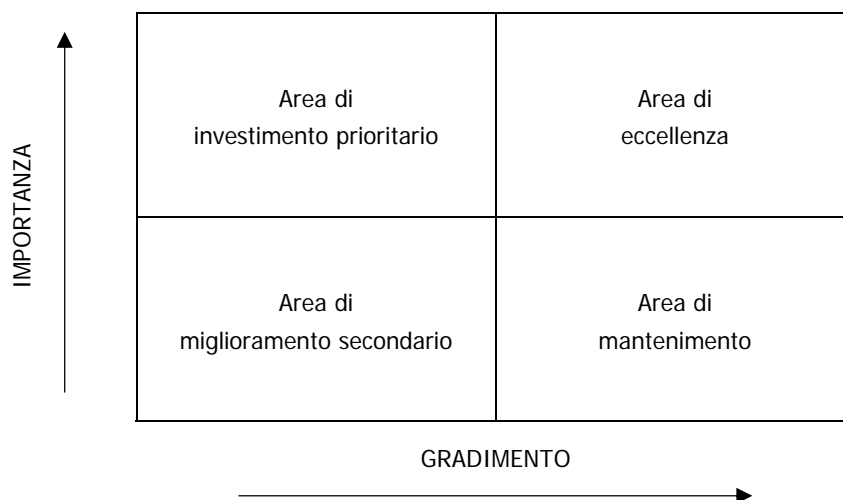 IMPORTANZA
Area di
investimento prioritario
Area di
eccellenza
Area di
miglioramento secondario
Area di
mantenimento
GRADIMENTO